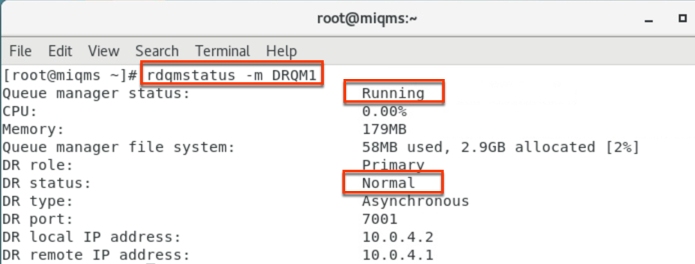 root@miqms:~
File Edit View Search Terminal Help
[root@miqms ~]# rdqmstatus -m DRQM1
Queue manager status: Running
CPU: 0.00%
Memory: 179MB
Queue manager file system: 58MB used, 2.9GB allocated [2%]
DR role: Primary
DR status: Normal
DR type: Asynchronous
DR port: 7001
DR local IP address: 10.0.4.2
DR remote IP address: 10.0.4.1